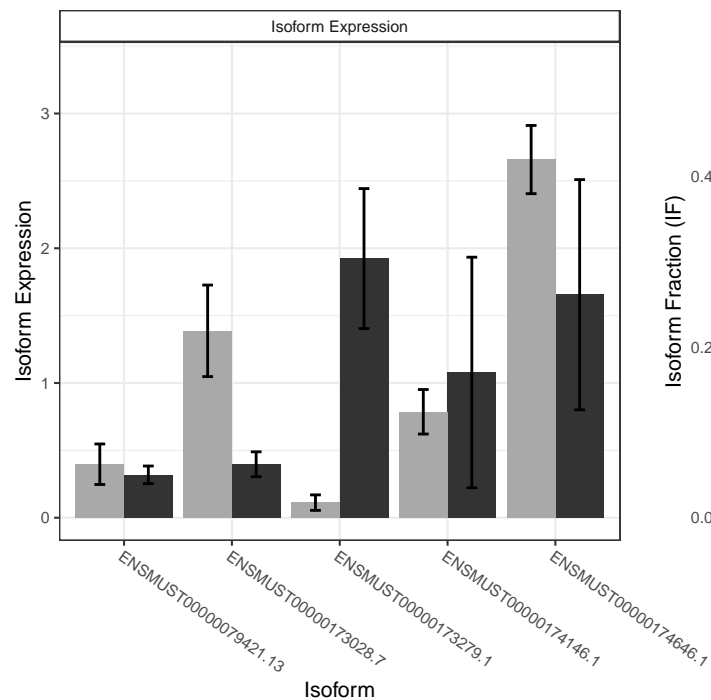 Isoform Expression
Isoform Expression
3
2
1
0
ENSMUST00000079421.13
ENSMUST00000173028.7
ENSMUST00000173279.1
ENSMUST00000174146.1
ENSMUST00000174646.1
Isoform
Isoform Fraction (IF)
0.4
0.2
0.0